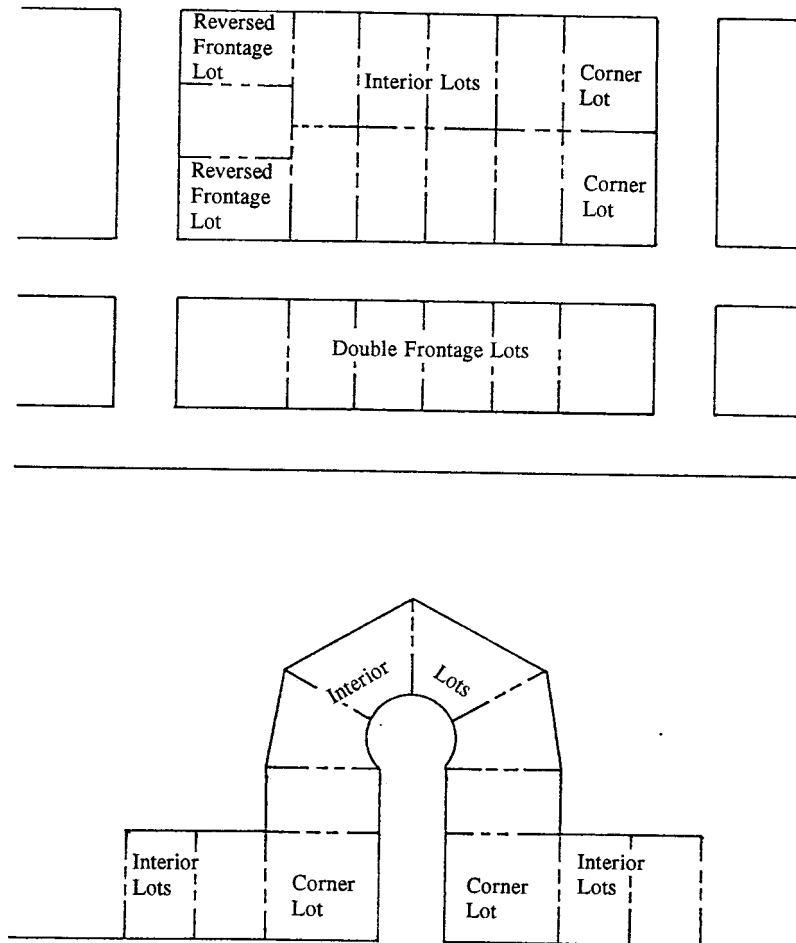 Reversed
Frontage
Lot
Interior Lots
Corner
Lot
Reversed
Frontage
Lot
Corner
Lot
Double Frontage Lots
Interior
Lots
Interior
Lots
Corner
Lot
Corner
Lot
Interior
Lots